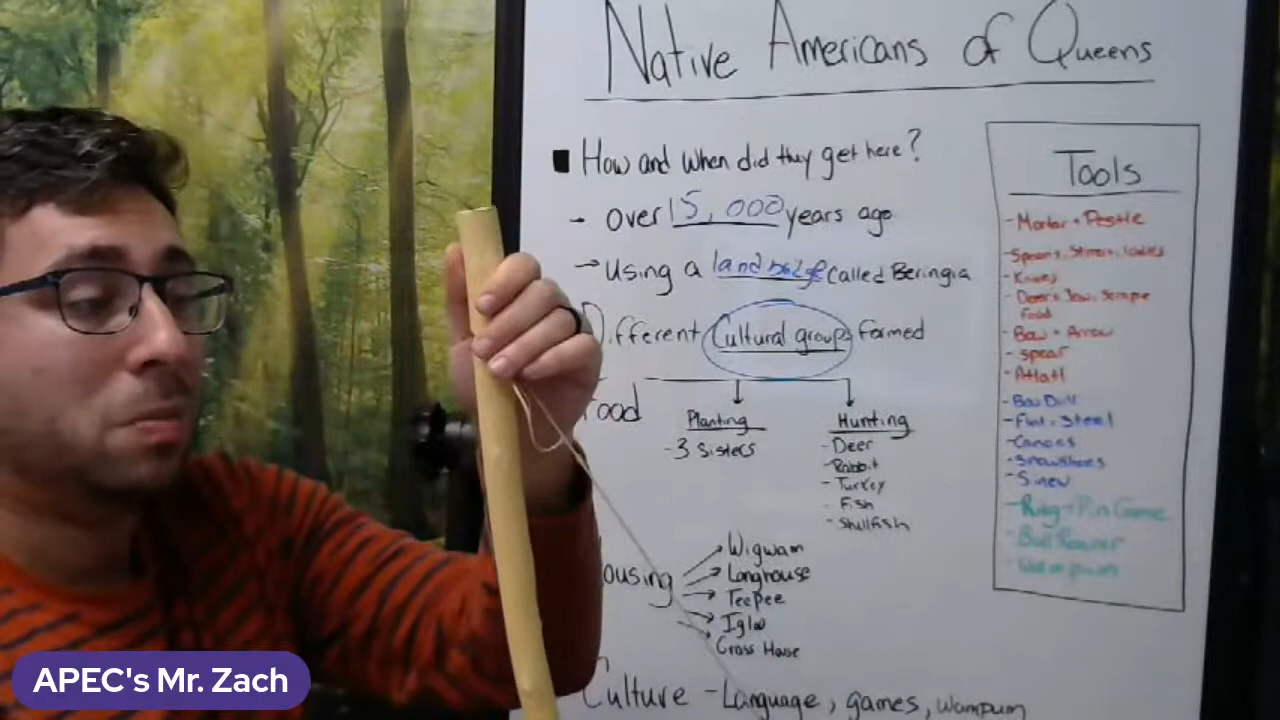 Native Americans of Queens
How and when did they get here?
- over 15,000 years ago
→ Using a land bridge called Beringia
Different Cultural groups formed
Food
Planting
- 3 Sisters
Hunting
- Deer
- Rabbit
- Turkey
- Fish
- Shellfish
ousing
Wigwam
Longhouse
TeePee
Igloo
Grass House
Culture - Language, games, wampum
Tools
- Mortar + Pestle
- Spoons, Stirrers, ladles
- Knives
- Deer Jaw: Scrape
food
- Bow + Arrow
- Spear
- Atlatl
- Bow Drill
- Flint + Steel
- Canoes
- Snowshoes
- Sinew
- Ring + Pin Game
- Bull Roarer
- Wampum
APEC's Mr. Zach